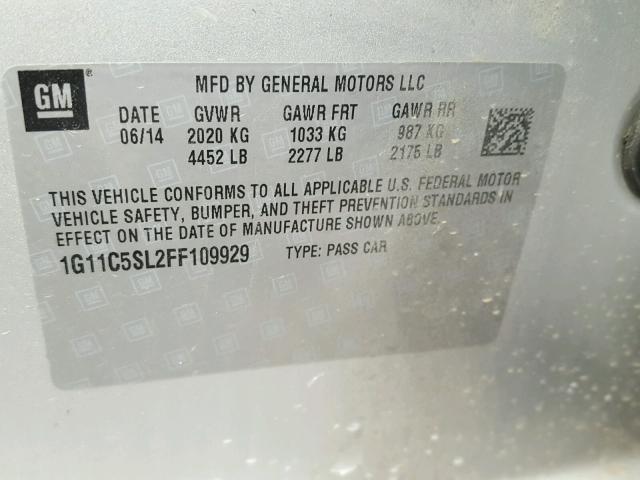 GM ® MFD BY GENERAL MOTORS LLC
DATE GVWR GAWR FRT GAWR RR
06/14 2020 KG 1033 KG 987 KG
4452 LB 2277 LB 2175 LB
THIS VEHICLE CONFORMS TO ALL APPLICABLE U.S. FEDERAL MOTOR
VEHICLE SAFETY, BUMPER, AND THEFT PREVENTION STANDARDS IN
EFFECT ON THE DATE OF MANUFACTURE SHOWN ABOVE.
1G11C5SL2FF109929 TYPE: PASS CAR